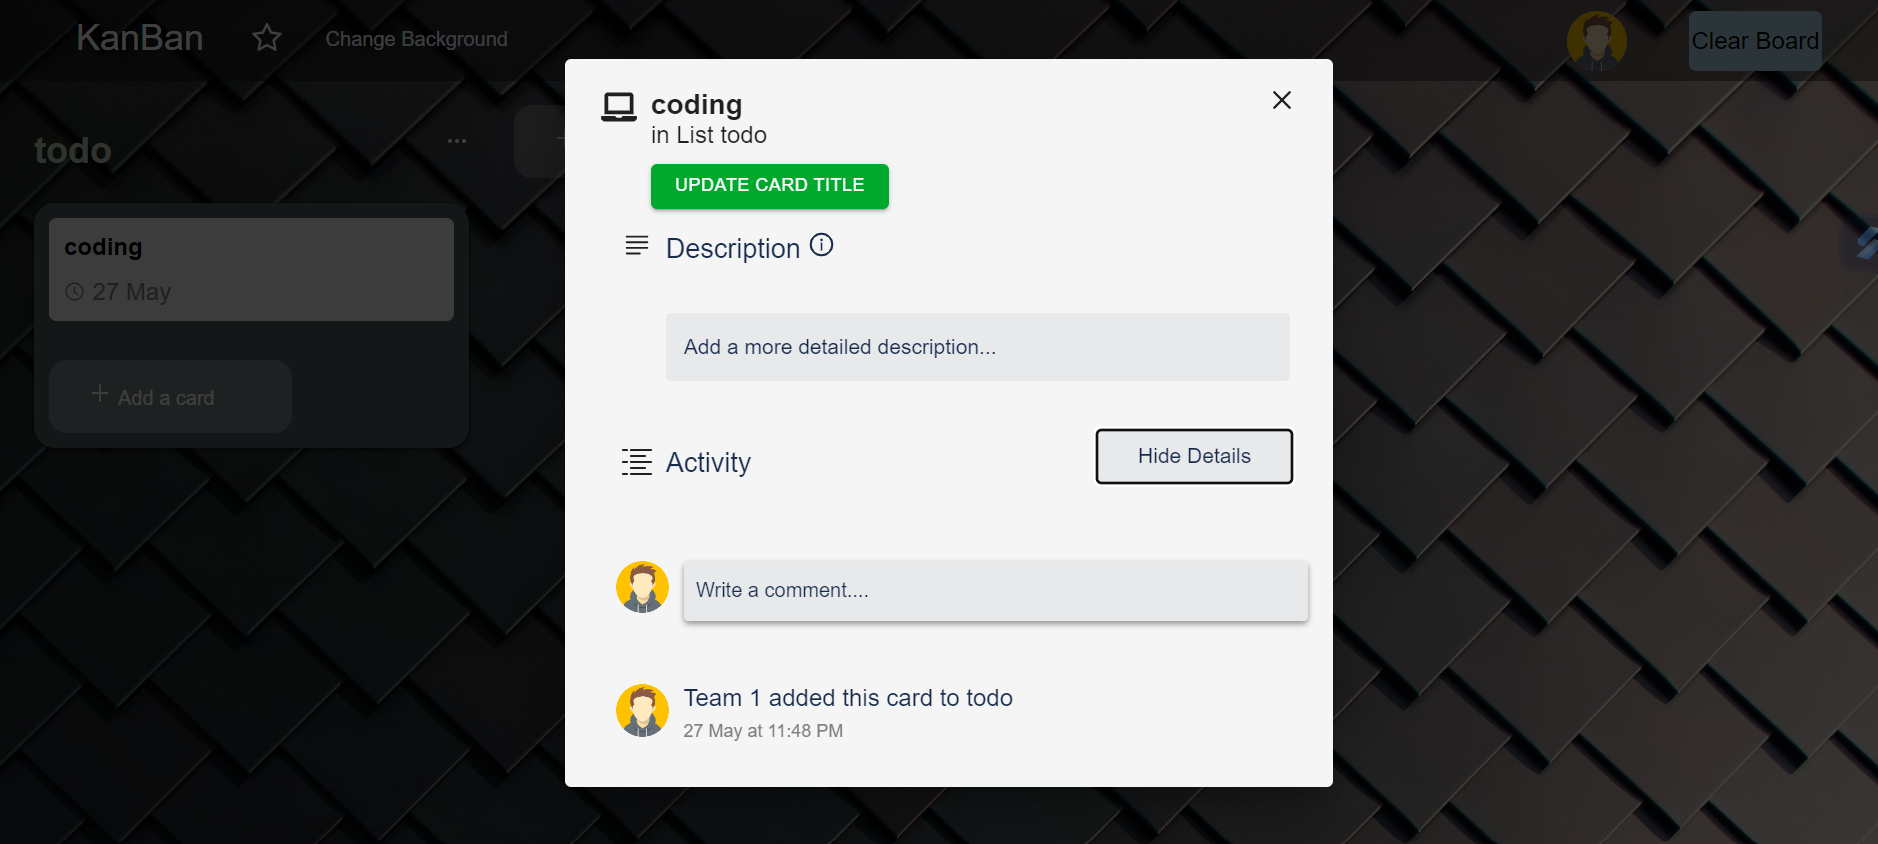 KanBan
Change Background
Clear Board
todo
...
coding
27 May
+ Add a card
coding
in List todo
UPDATE CARD TITLE
Description
Add a more detailed description...
Activity
Hide Details
Write a comment....
Team 1 added this card to todo
27 May at 11:48 PM